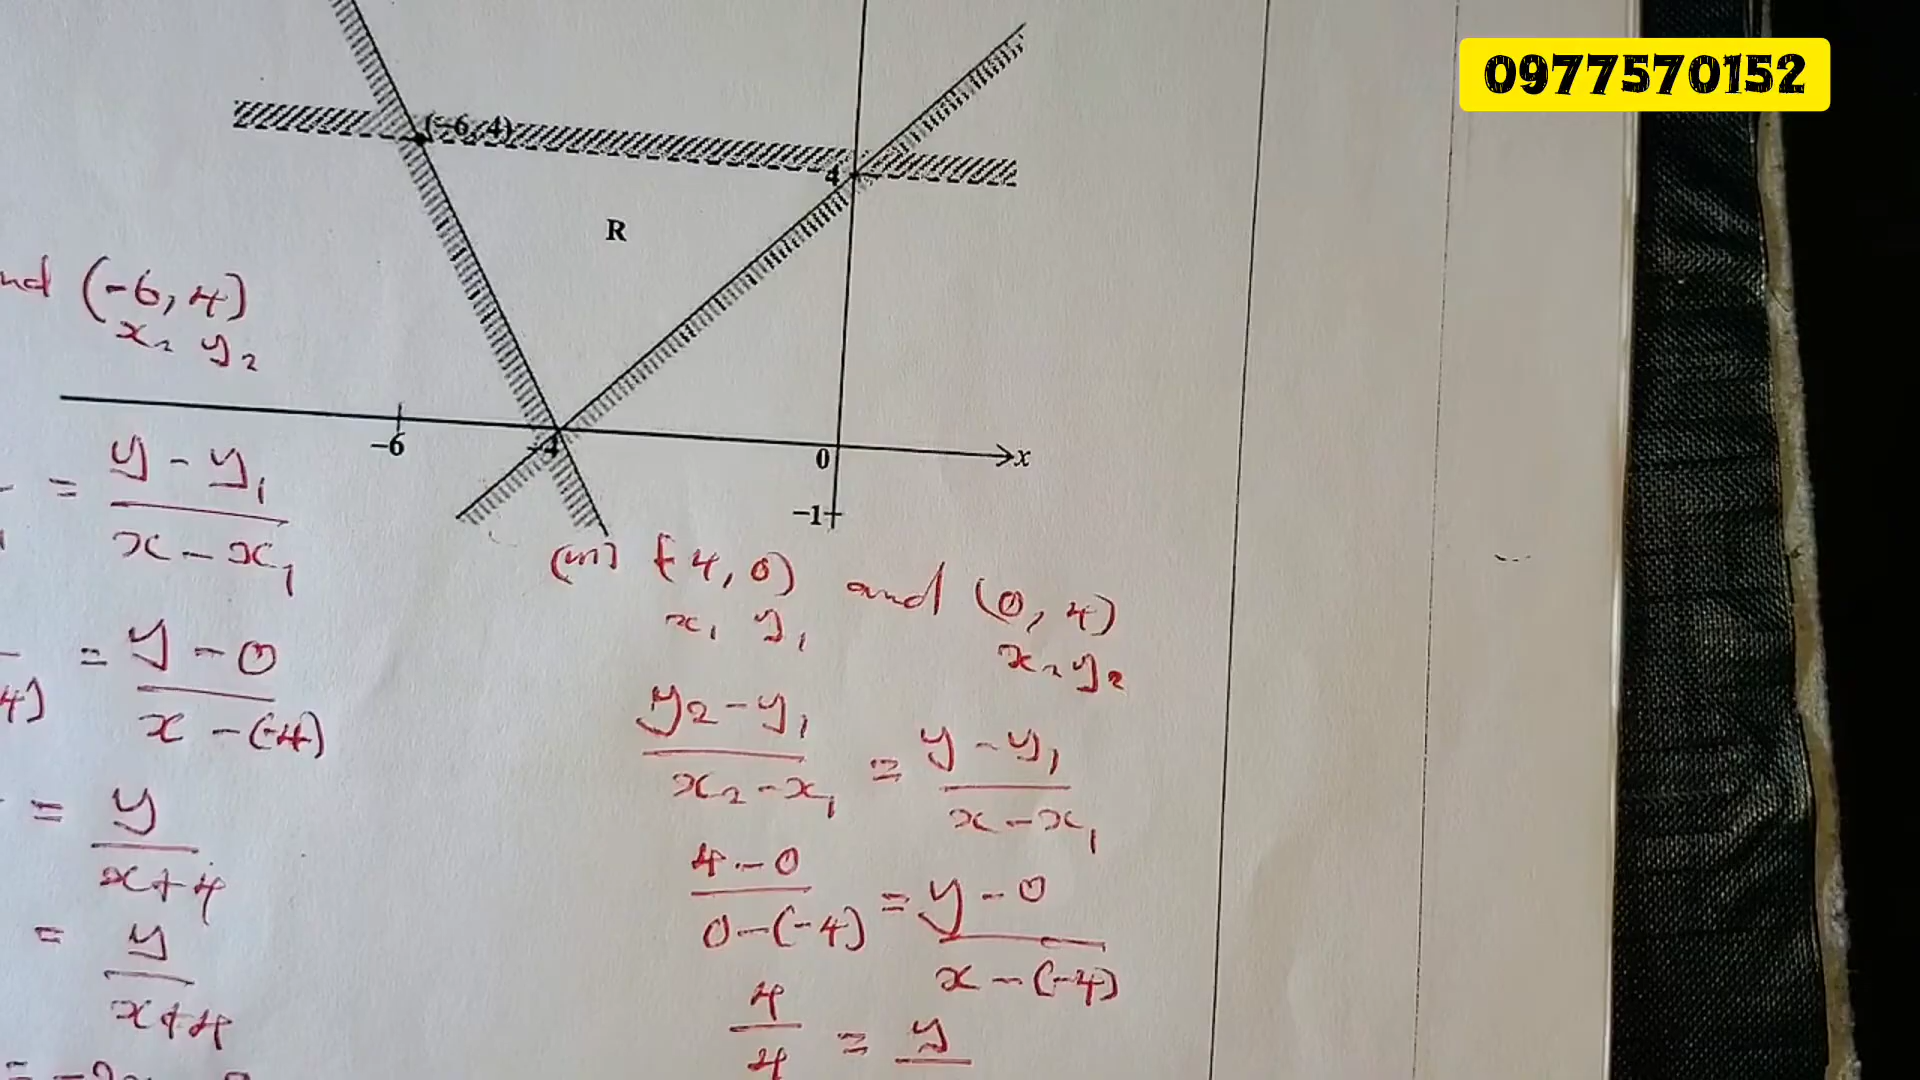 0977570152
(-6, 4)
4
R
nd (-6, 4)
x₂ y₂
-6
-4
0
x
-1
= y - y₁
x - x₁
4) = y - 0
x - (-4)
= y
x + 4
= y
x + 4
(iii) (-4, 0) and (0, 4)
x₁ y₁ x₂ y₂
y₂ - y₁ = y - y₁
x₂ - x₁ x - x₁
4 - 0 = y - 0
0 - (-4) x - (-4)
4 = y
4